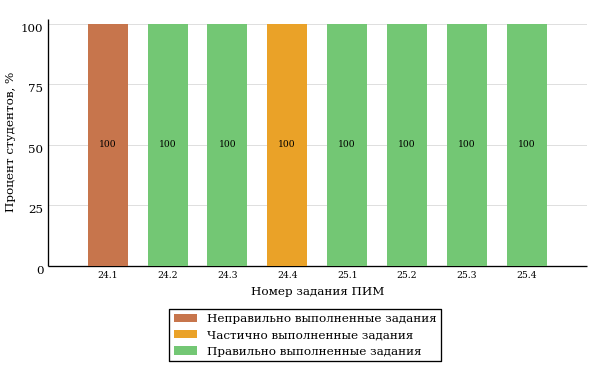 100
75
50
25
0
Процент студентов, %
100 100 100 100 100 100 100 100
24.1 24.2 24.3 24.4 25.1 25.2 25.3 25.4
Номер задания ПИМ
Неправильно выполненные задания
Частично выполненные задания
Правильно выполненные задания